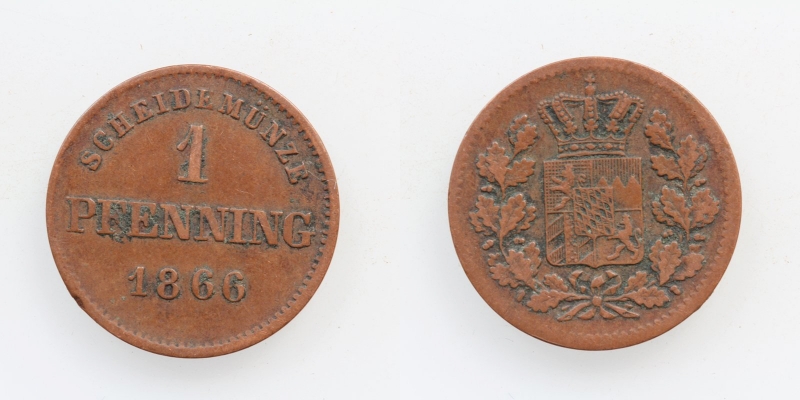 SCHEIDEMÜNZE
1
PFENNING
1866